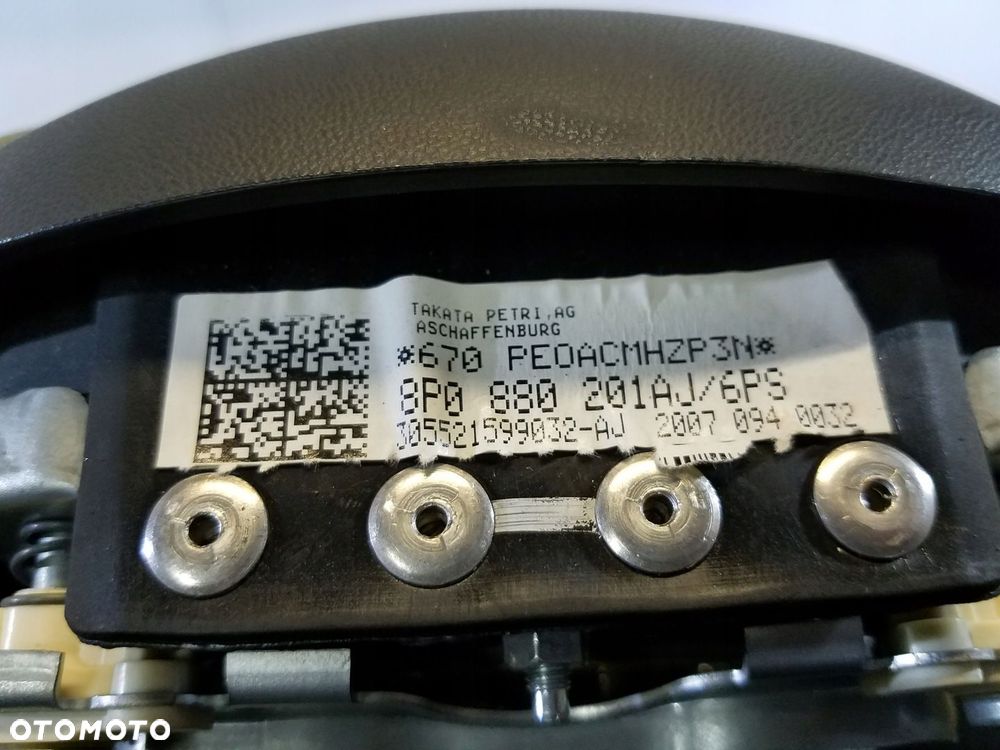 TAKATA PETRI,AG
ASCHAFFENBURG
*670 PEOACMHZP3N*
8P0 880 201AJ/6PS
305521599032-AJ 2007 094 0032
OTOMOTO